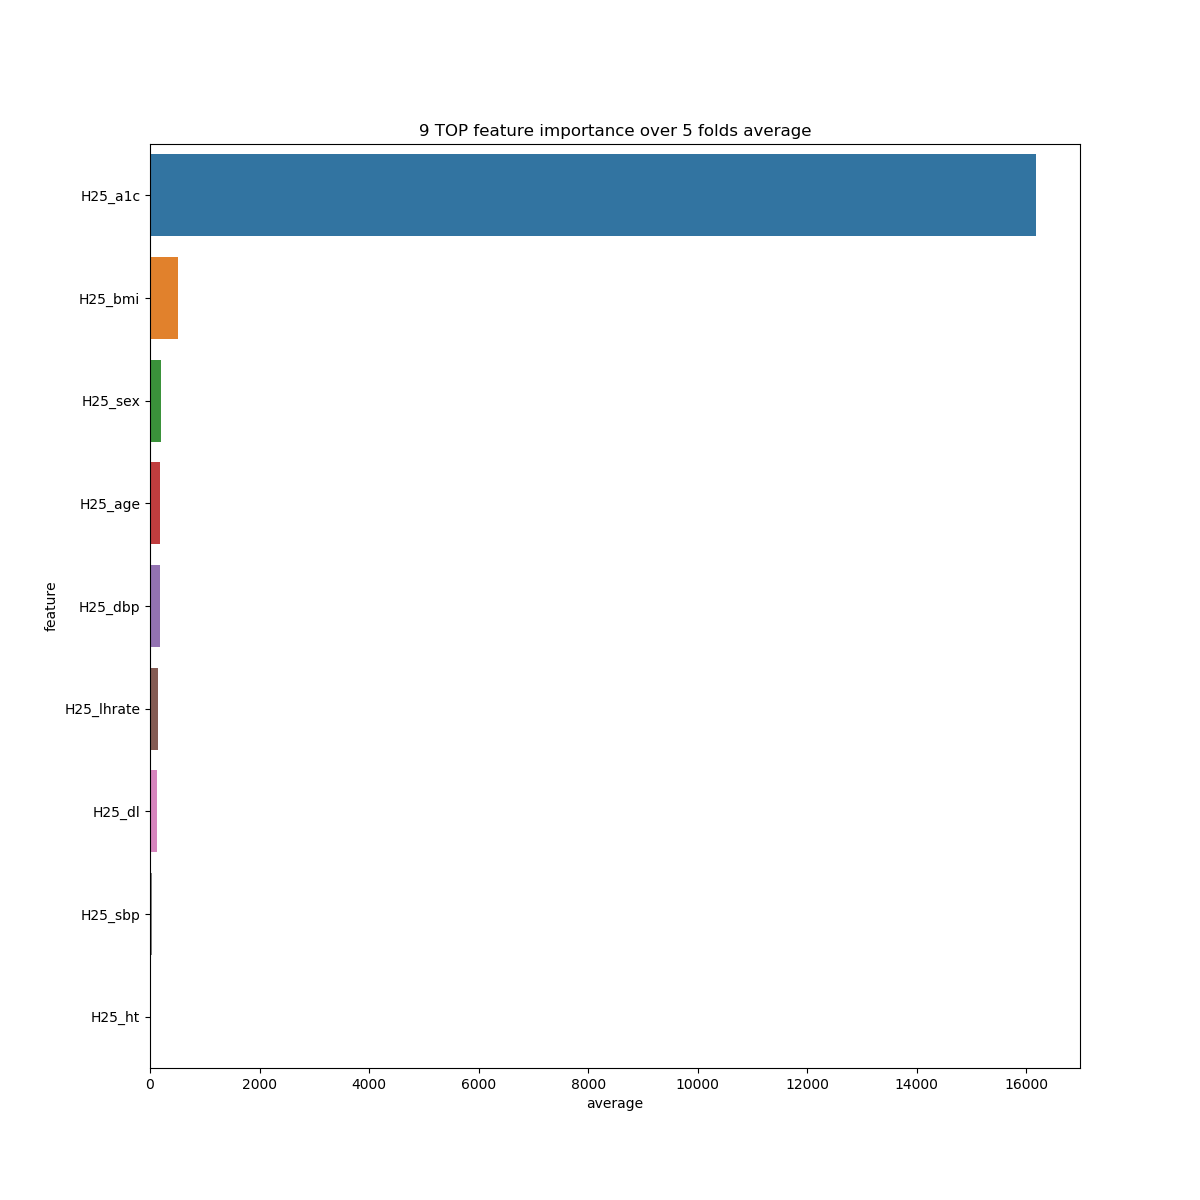 9 TOP feature importance over 5 folds average
H25_a1c
H25_bmi
H25_sex
H25_age
H25_dbp
H25_lhrate
H25_dl
H25_sbp
H25_ht
feature
0 2000 4000 6000 8000 10000 12000 14000 16000
average